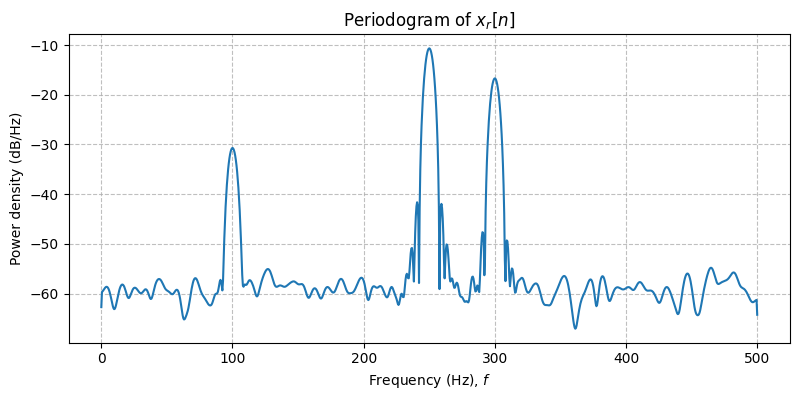 Periodogram of $x_r[n]$
Power density (dB/Hz)
−10
−20
−30
−40
−50
−60
0 100 200 300 400 500
Frequency (Hz), $f$